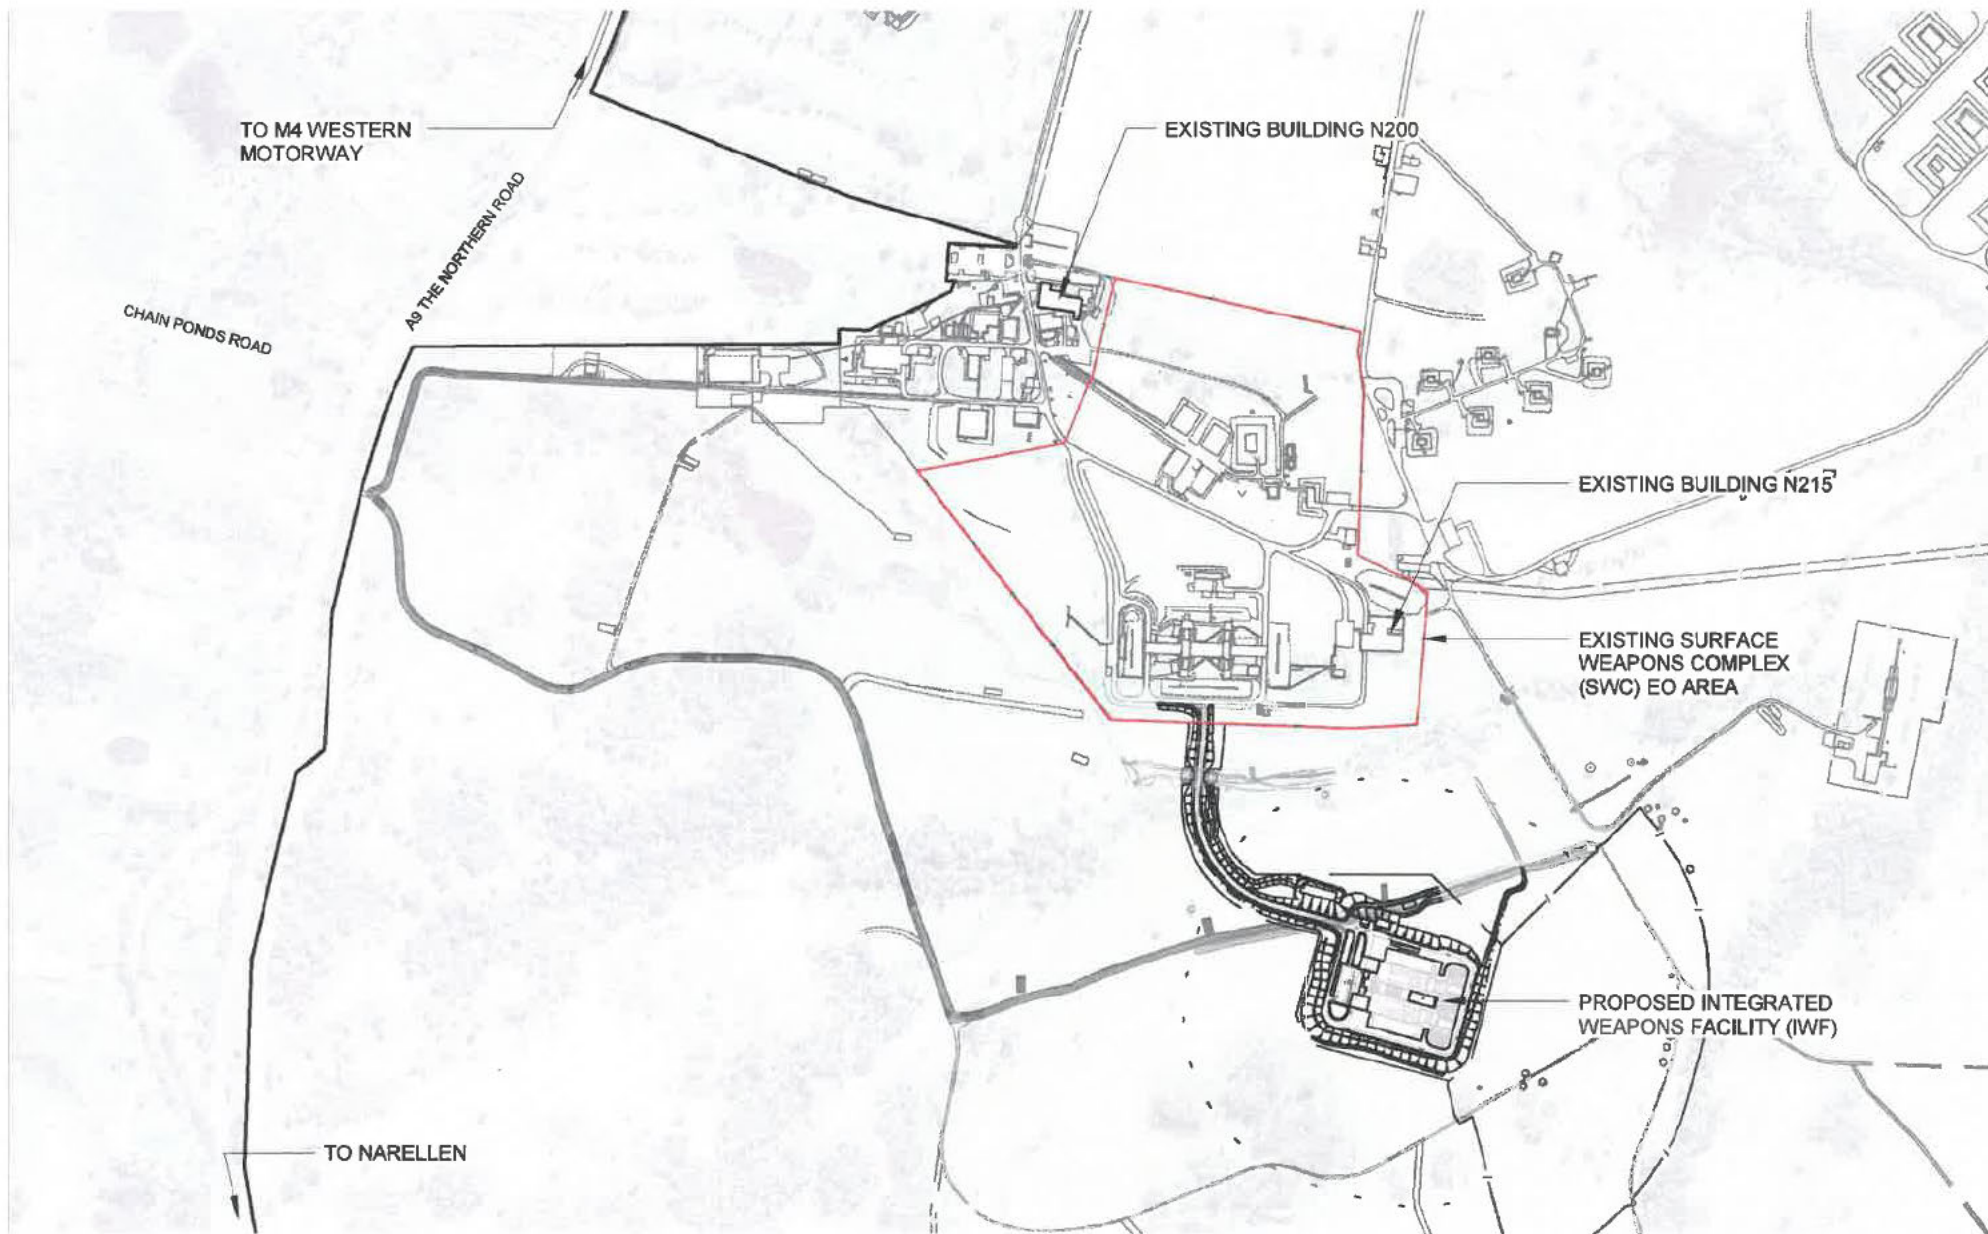 TO M4 WESTERN
MOTORWAY
EXISTING BUILDING N200
A9 THE NORTHERN ROAD
CHAIN PONDS ROAD
EXISTING BUILDING N215
EXISTING SURFACE
WEAPONS COMPLEX
(SWC) EO AREA
PROPOSED INTEGRATED
WEAPONS FACILITY (IWF)
TO NARELLEN